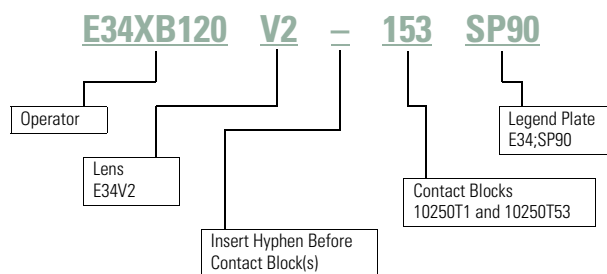 E34XB120 V2 – 153 SP90
Operator
Legend Plate
E34;SP90
Lens
E34V2
Contact Blocks
10250T1 and 10250T53
Insert Hyphen Before
Contact Block(s)